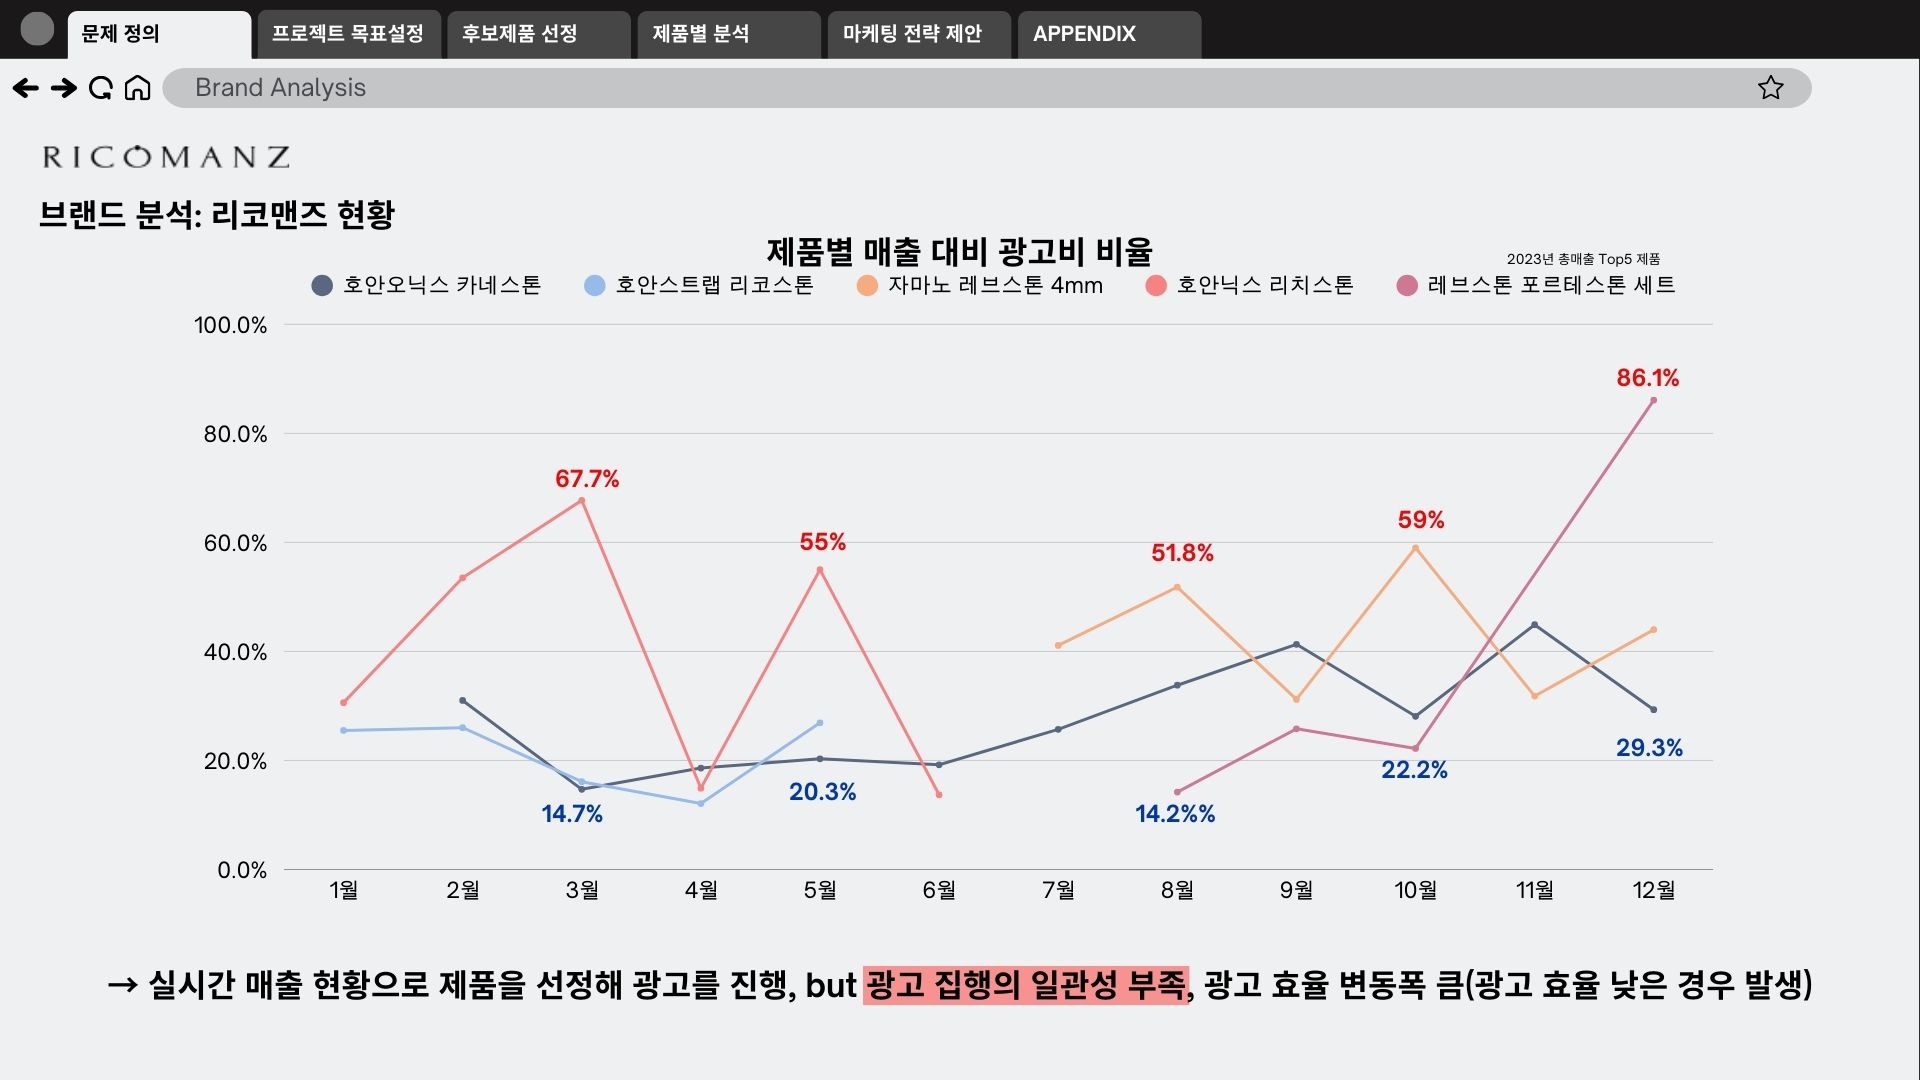 문제 정의
프로젝트 목표설정
후보제품 선정
제품별 분석
마케팅 전략 제안
APPENDIX
Brand Analysis
RICOMANZ
브랜드 분석: 리코맨즈 현황
제품별 매출 대비 광고비 비율
2023년 총매출 Top5 제품
호안오닉스 카네스톤
호안스트랩 리코스톤
자마노 레브스톤 4mm
호안닉스 리치스톤
레브스톤 포르테스톤 세트
100.0%
80.0%
60.0%
40.0%
20.0%
0.0%
67.7%
55%
51.8%
59%
86.1%
14.7%
20.3%
14.2%%
22.2%
29.3%
1월
2월
3월
4월
5월
6월
7월
8월
9월
10월
11월
12월
→ 실시간 매출 현황으로 제품을 선정해 광고를 진행, but 광고 집행의 일관성 부족, 광고 효율 변동폭 큼(광고 효율 낮은 경우 발생)